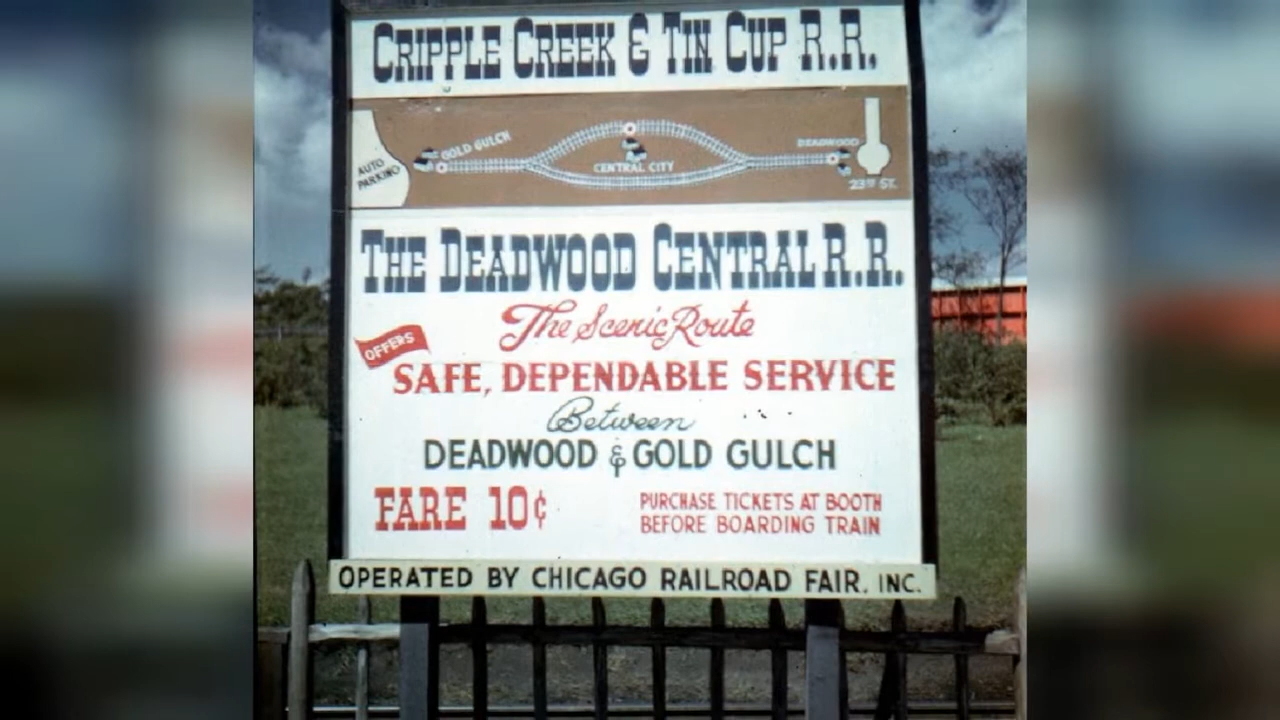 CRIPPLE CREEK & TIN CUP R.R.
AUTO
PARKING
GOLD GULCH
CENTRAL CITY
DEADWOOD
23RD ST.
THE DEADWOOD CENTRAL R.R.
The Scenic Route
OFFERS
SAFE, DEPENDABLE SERVICE
Between
DEADWOOD & GOLD GULCH
FARE 10¢
PURCHASE TICKETS AT BOOTH
BEFORE BOARDING TRAIN
OPERATED BY CHICAGO RAILROAD FAIR, INC.